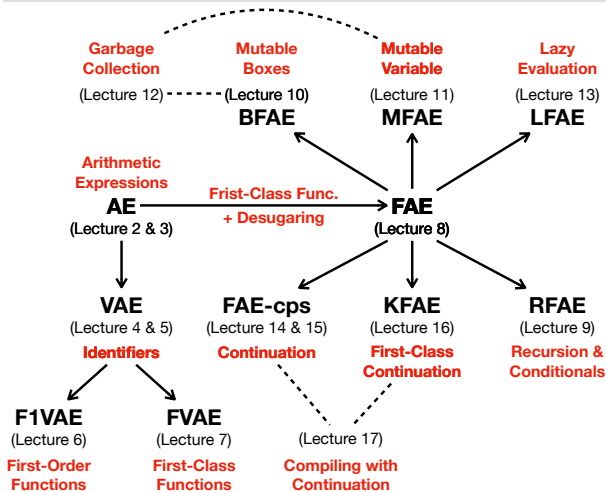 Garbage
Collection
(Lecture 12)
Mutable
Boxes
(Lecture 10)
BFAE
Mutable
Variable
(Lecture 11)
MFAE
Lazy
Evaluation
(Lecture 13)
LFAE
Arithmetic
Expressions
AE
(Lecture 2 & 3)
Frist-Class Func.
+ Desugaring
FAE
(Lecture 8)
VAE
(Lecture 4 & 5)
Identifiers
FAE-cps
(Lecture 14 & 15)
Continuation
KFAE
(Lecture 16)
First-Class
Continuation
RFAE
(Lecture 9)
Recursion &
Conditionals
F1VAE
(Lecture 6)
First-Order
Functions
FVAE
(Lecture 7)
First-Class
Functions
(Lecture 17)
Compiling with
Continuation